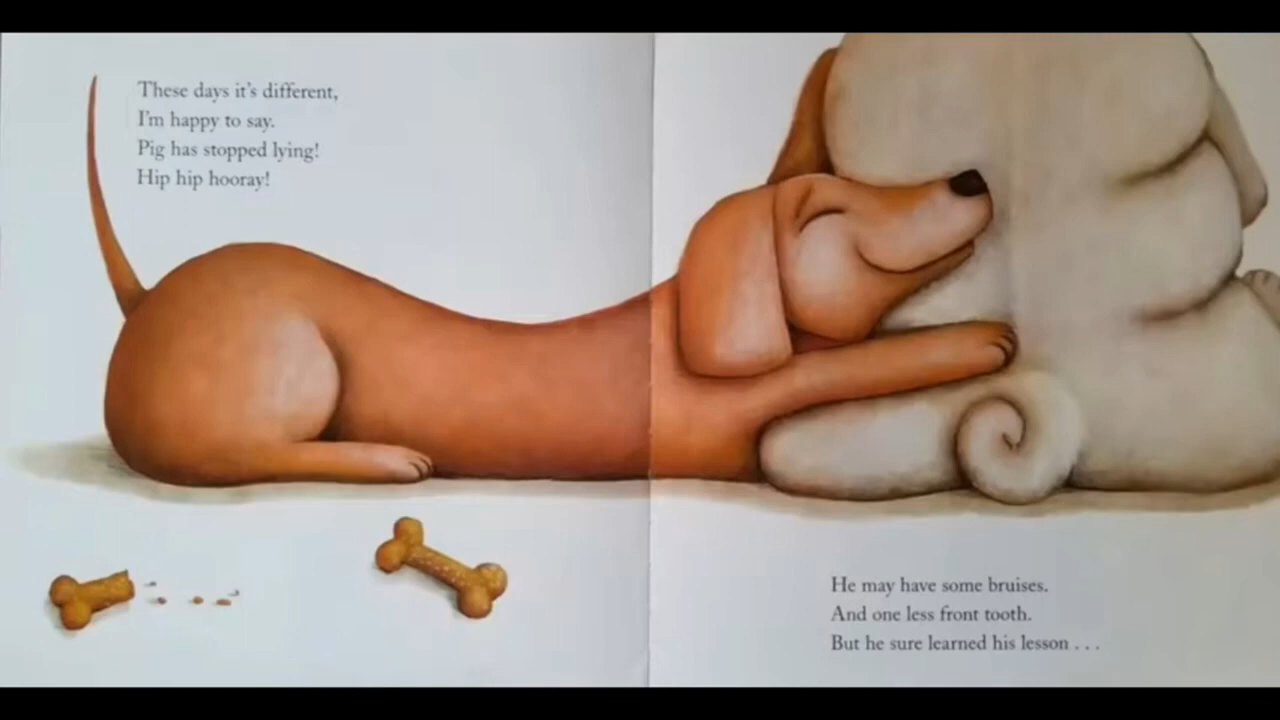 These days it's different,
I'm happy to say.
Pig has stopped lying!
Hip hip hooray!
He may have some bruises.
And one less front tooth.
But he sure learned his lesson . . .